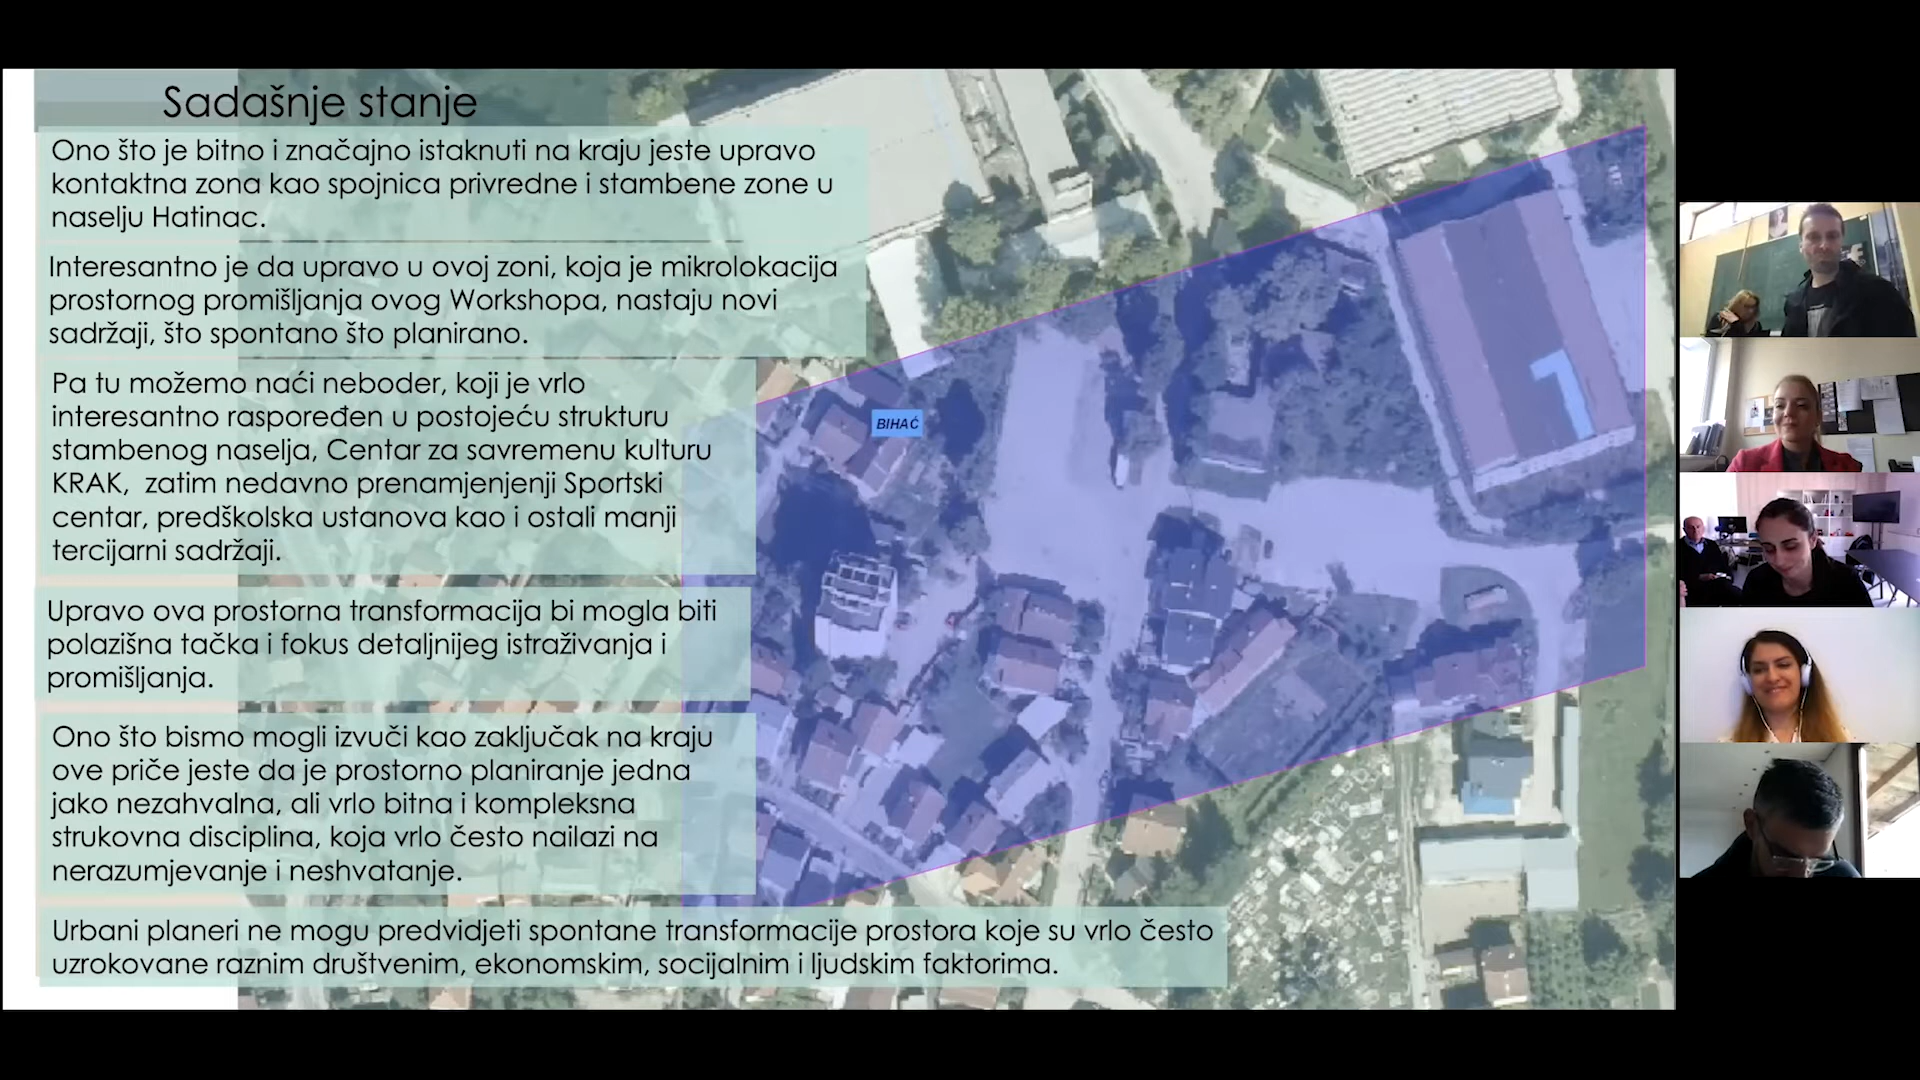 Sadašnje stanje
Ono što je bitno i značajno istaknuti na kraju jeste upravo
kontaktna zona kao spojnica privredne i stambene zone u
naselju Hatinac.
Interesantno je da upravo u ovoj zoni, koja je mikrolokacija
prostornog promišljanja ovog Workshopa, nastaju novi
sadržaji, što spontano što planirano.
Pa tu možemo naći neboder, koji je vrlo
interesantno raspoređen u postojeću strukturu
stambenog naselja, Centar za savremenu kulturu
KRAK, zatim nedavno prenamjenjenji Sportski
centar, predškolska ustanova kao i ostali manji
tercijarni sadržaji.
BIHAĆ
Upravo ova prostorna transformacija bi mogla biti
polazišna tačka i fokus detaljnijeg istraživanja i
promišljanja.
Ono što bismo mogli izvuči kao zaključak na kraju
ove priče jeste da je prostorno planiranje jedna
jako nezahvalna, ali vrlo bitna i kompleksna
strukovna disciplina, koja vrlo često nailazi na
nerazumjevanje i neshvatanje.
Urbani planeri ne mogu predvidjeti spontane transformacije prostora koje su vrlo često
uzrokovane raznim društvenim, ekonomskim, socijalnim i ljudskim faktorima.